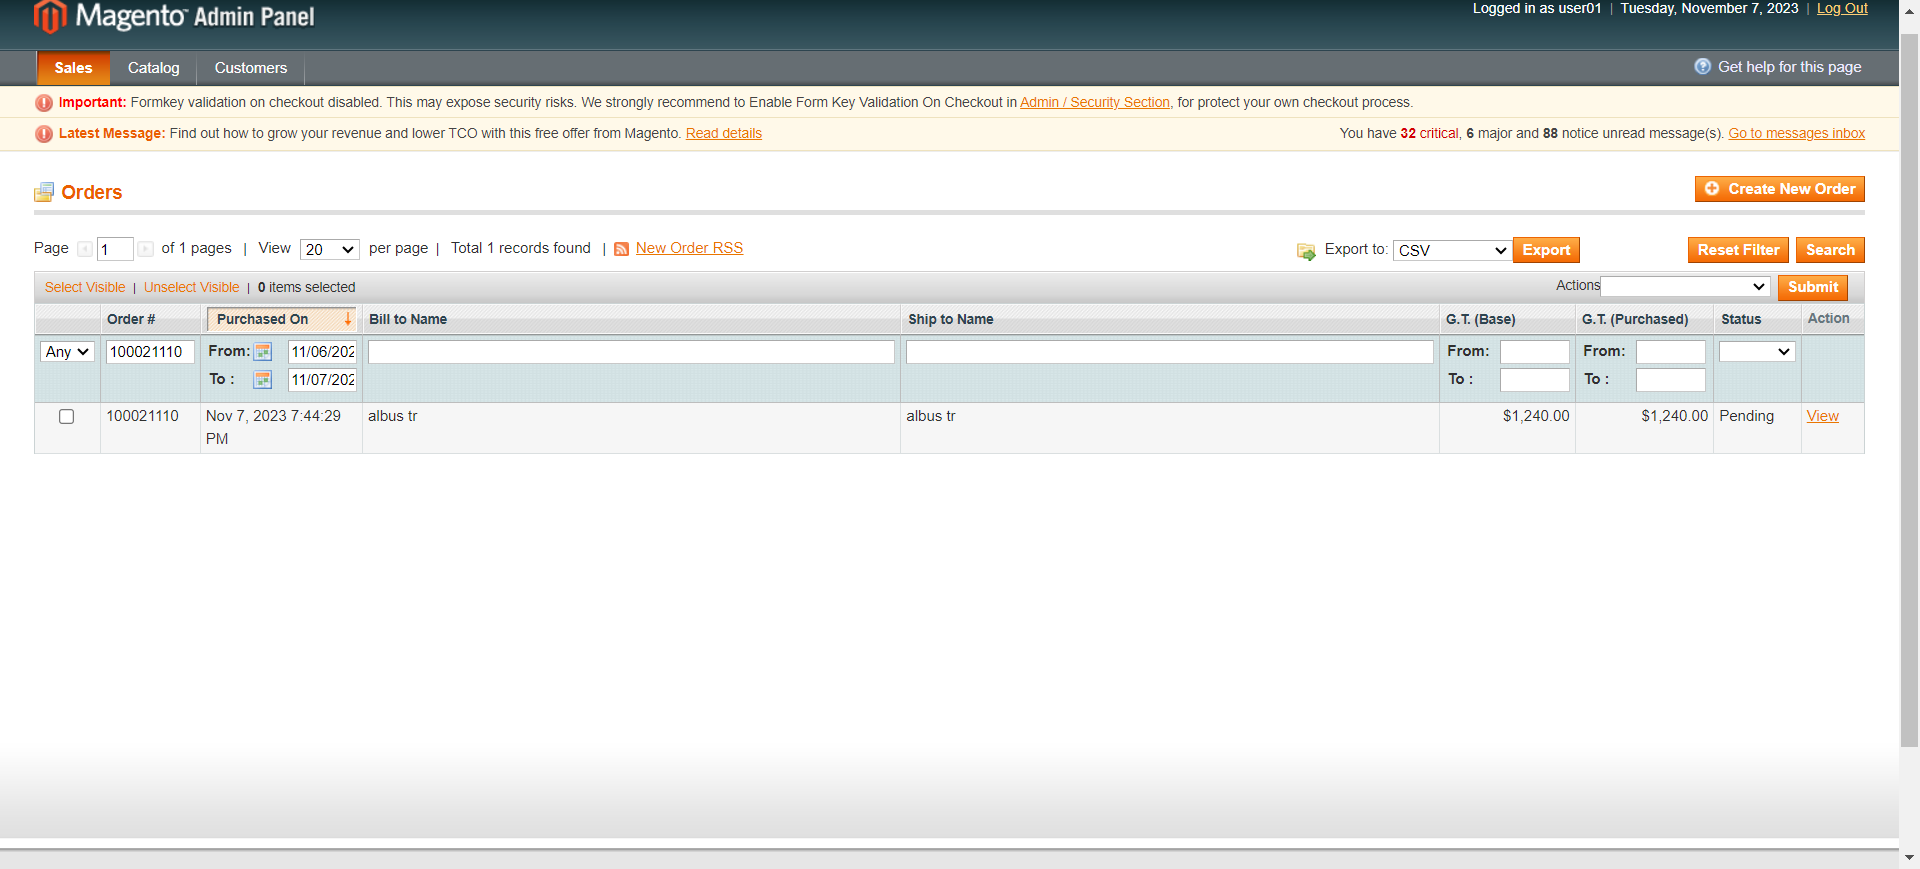 Magento™ Admin Panel
Logged in as user01 | Tuesday, November 7, 2023 | Log Out
Sales Catalog Customers Get help for this page
Important: Formkey validation on checkout disabled. This may expose security risks. We strongly recommend to Enable Form Key Validation On Checkout in Admin / Security Section, for protect your own checkout process.
Latest Message: Find out how to grow your revenue and lower TCO with this free offer from Magento. Read details You have 32 critical, 6 major and 88 notice unread message(s). Go to messages inbox
Orders Create New Order
Page 1 of 1 pages | View 20 per page | Total 1 records found | New Order RSS Export to: CSV Export Reset Filter Search
Select Visible | Unselect Visible | 0 items selected Actions Submit
Order # Purchased On Bill to Name Ship to Name G.T. (Base) G.T. (Purchased) Status Action
Any 100021110 From: 11/06/202 From: From:
To : 11/07/202 To : To :
100021110 Nov 7, 2023 7:44:29 albus tr albus tr $1,240.00 $1,240.00 Pending View
PM